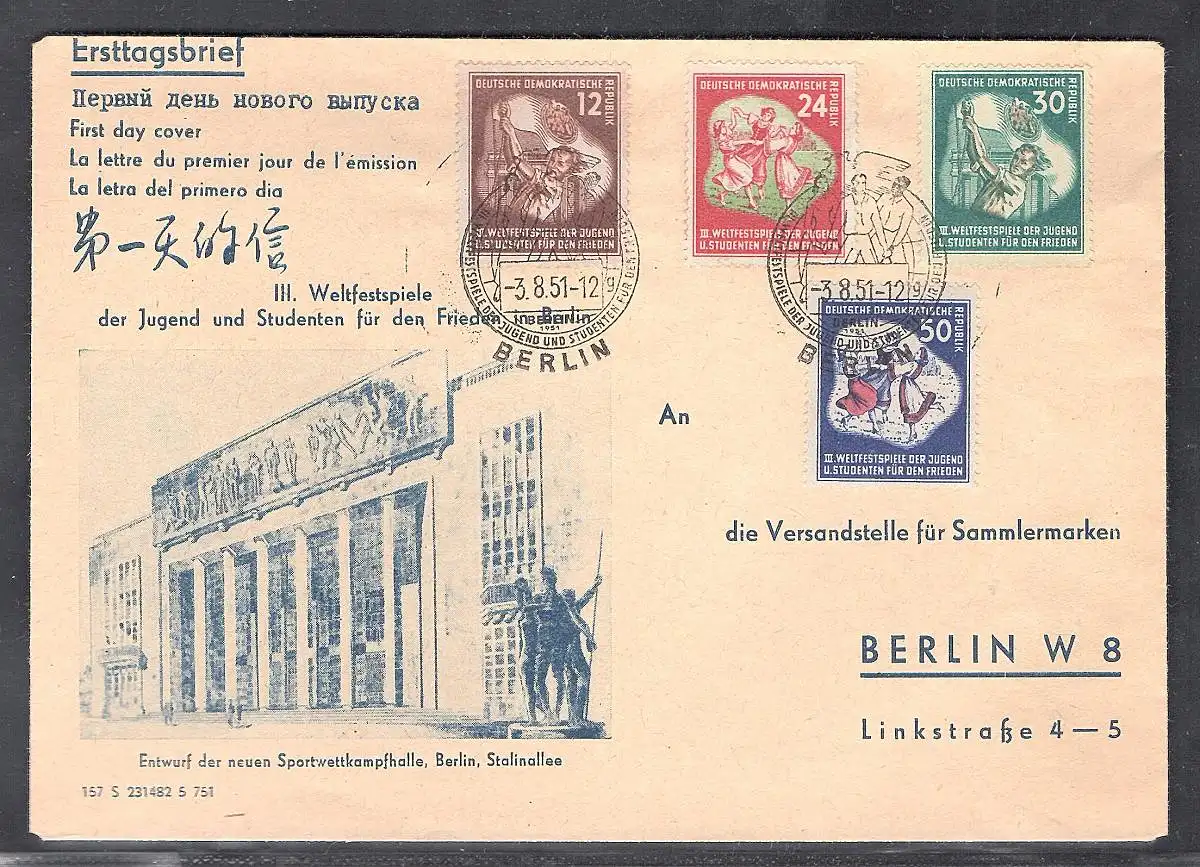 Ersttagsbrief
Первый день нового выпуска
First day cover
La lettre du premier jour de l'émission
La letra del primero dia
第一天的信
III. Weltfestspiele
der Jugend und Studenten für den Frieden in Berlin
DEUTSCHE DEMOKRATISCHE REPUBLIK
12
III. WELTFESTSPIELE DER JUGEND
U. STUDENTEN FÜR DEN FRIEDEN
DEUTSCHE DEMOKRATISCHE REPUBLIK
24
III. WELTFESTSPIELE DER JUGEND
U. STUDENTEN FÜR DEN FRIEDEN
DEUTSCHE DEMOKRATISCHE REPUBLIK
30
III. WELTFESTSPIELE DER JUGEND
U. STUDENTEN FÜR DEN FRIEDEN
-3.8.51-12
BERLIN
1951
BERLIN
-3.8.51-12
BERLIN
1951
BERLIN
DEUTSCHE DEMOKRATISCHE REPUBLIK
50
III. WELTFESTSPIELE DER JUGEND
U. STUDENTEN FÜR DEN FRIEDEN
An
die Versandstelle für Sammlermarken
BERLIN W 8
Linkstraße 4 — 5
Entwurf der neuen Sportwettkampfhalle, Berlin, Stalinallee
157 S 231482 5 751